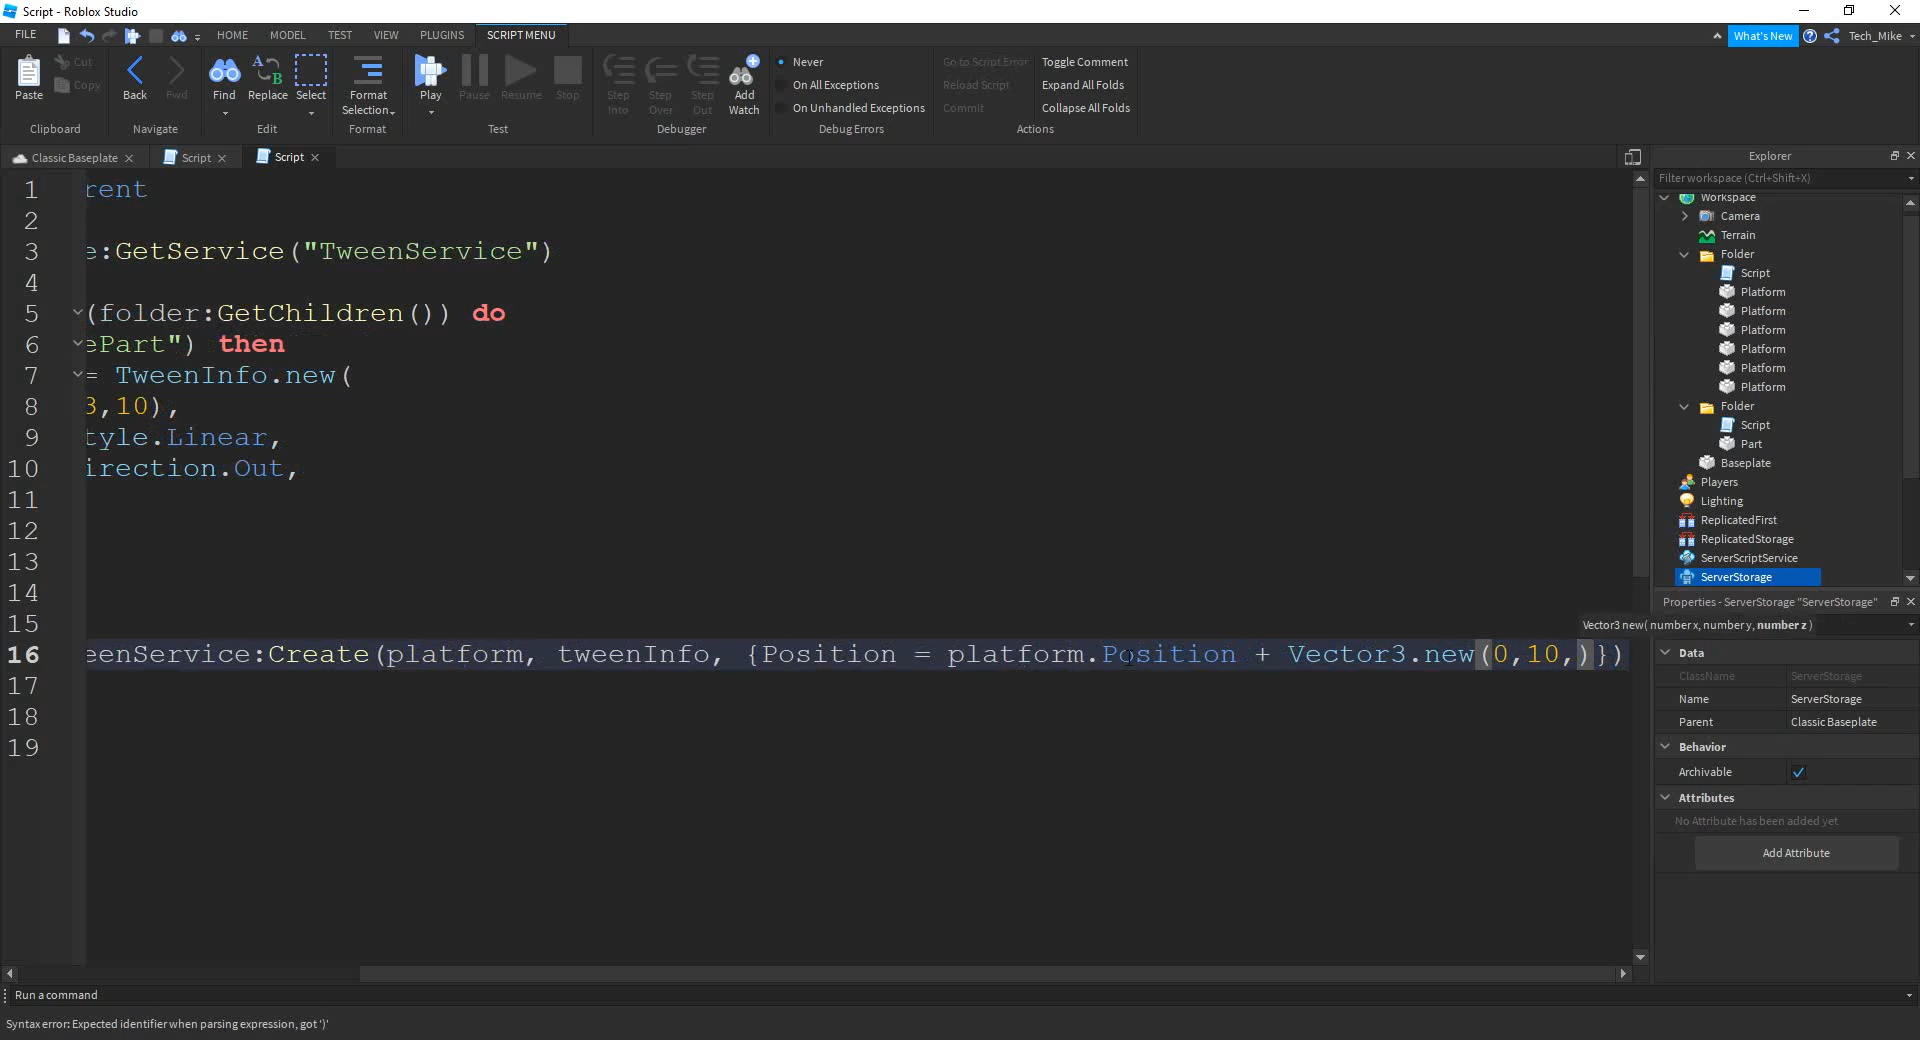 Script - Roblox Studio
FILE
HOME
MODEL
TEST
VIEW
PLUGINS
SCRIPT MENU
What's New
Tech_Mike
Paste
Cut
Copy
Clipboard
Back
Fwd
Navigate
Find
Replace
Select
Edit
Format
Selection
Format
Play
Pause
Resume
Stop
Test
Step
Into
Step
Over
Step
Out
Add
Watch
Debugger
Never
On All Exceptions
On Unhandled Exceptions
Debug Errors
Go to Script Error
Reload Script
Commit
Toggle Comment
Expand All Folds
Collapse All Folds
Actions
Classic Baseplate
Script
Script
1 rent
2
3 e:GetService("TweenService")
4
5 (folder:GetChildren()) do
6 ePart") then
7 = TweenInfo.new(
8 3,10),
9 tyle.Linear,
10 irection.Out,
11
12
13
14
15
16 eenService:Create(platform, tweenInfo, {Position = platform.Position + Vector3.new(0,10,)})
17
18
19
Explorer
Filter workspace (Ctrl+Shift+X)
Workspace
Camera
Terrain
Folder
Script
Platform
Platform
Platform
Platform
Platform
Platform
Folder
Script
Part
Baseplate
Players
Lighting
ReplicatedFirst
ReplicatedStorage
ServerScriptService
ServerStorage
Properties - ServerStorage "ServerStorage"
Vector3 new( number x, number y, number z )
Data
ClassName ServerStorage
Name ServerStorage
Parent Classic Baseplate
Behavior
Archivable
Attributes
No Attribute has been added yet
Add Attribute
Run a command
Syntax error: Expected identifier when parsing expression, got ')'